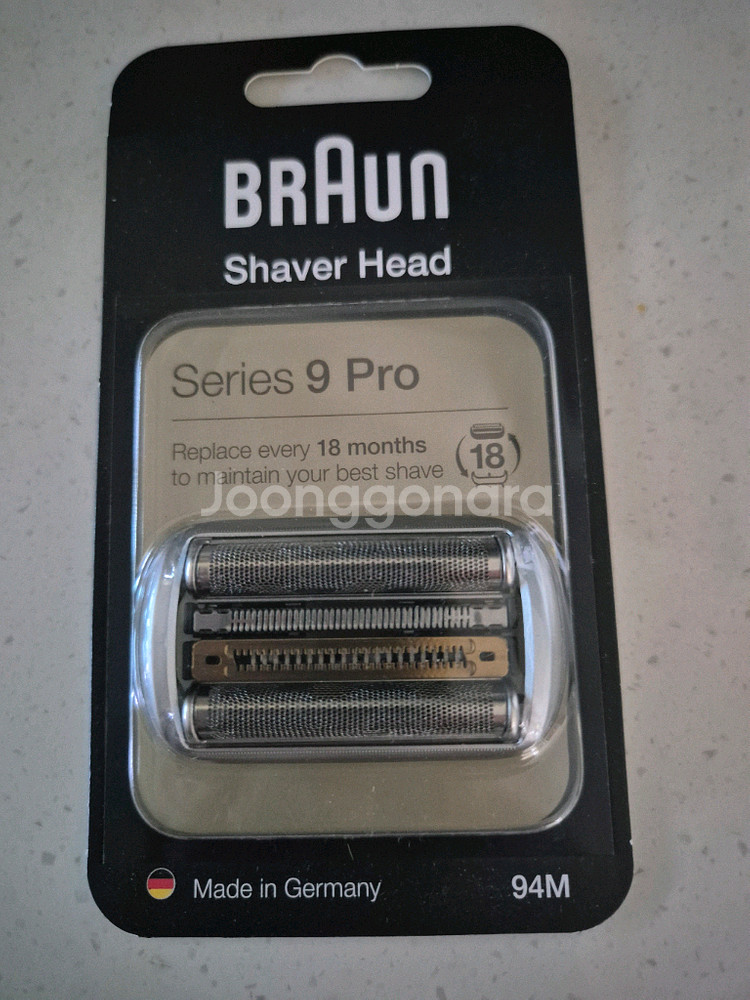 BRAUN
Shaver Head
Series 9 Pro
Replace every 18 months
to maintain your best shave
18
Joonggonara
Made in Germany
94M